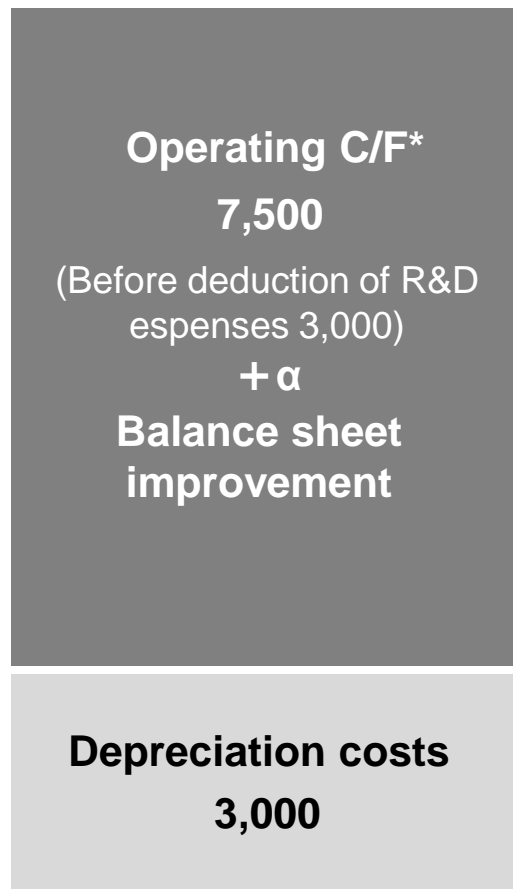 Operating C/F*
7,500
(Before deduction of R&D
espenses 3,000)
＋α
Balance sheet
improvement
Depreciation costs
3,000